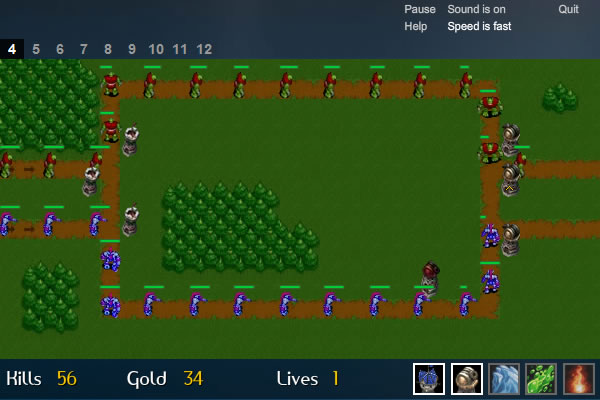 Pause Sound is on Quit
Help Speed is fast
4 5 6 7 8 9 10 11 12
Kills 56 Gold 34 Lives 1